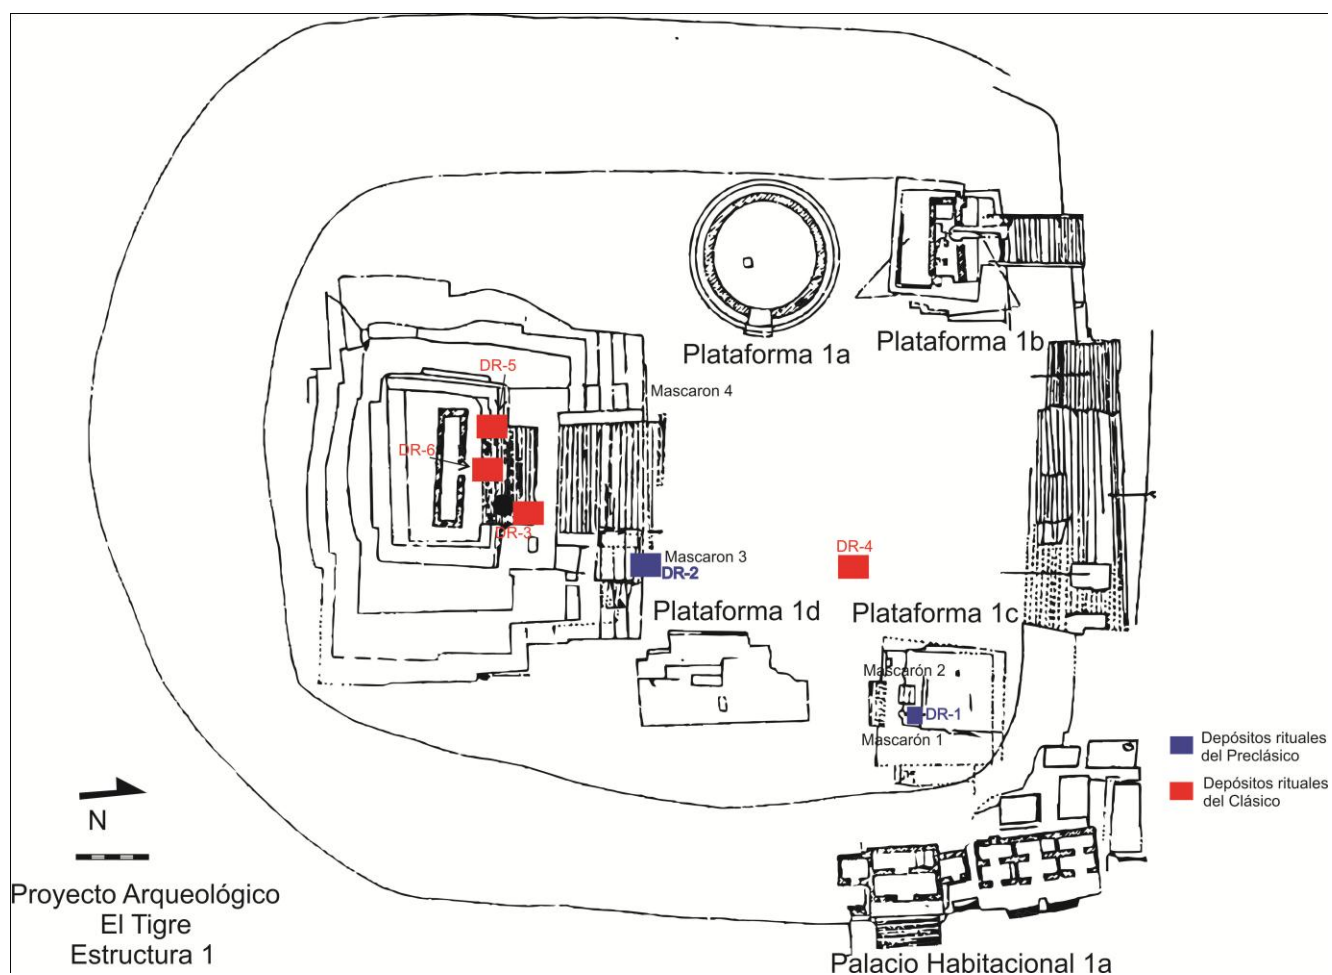 Plataforma 1a
Plataforma 1b
DR-5
Mascaron 4
DR-6
DR-3
Mascaron 3
DR-2
DR-4
Plataforma 1d
Plataforma 1c
Mascarón 2
DR-1
Mascarón 1
Depósitos rituales
del Preclásico
Depósitos rituales
del Clásico
N
Proyecto Arqueológico
El Tigre
Estructura 1
Palacio Habitacional 1a